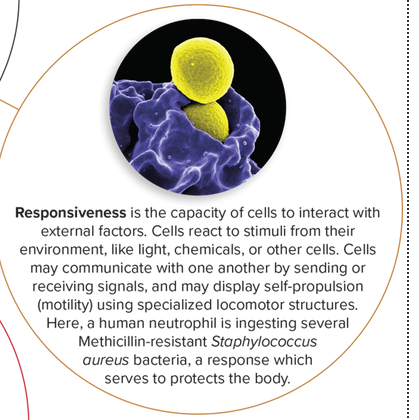 Responsiveness is the capacity of cells to interact with
external factors. Cells react to stimuli from their
environment, like light, chemicals, or other cells. Cells
may communicate with one another by sending or
receiving signals, and may display self-propulsion
(motility) using specialized locomotor structures.
Here, a human neutrophil is ingesting several
Methicillin-resistant Staphylococcus
aureus bacteria, a response which
serves to protects the body.